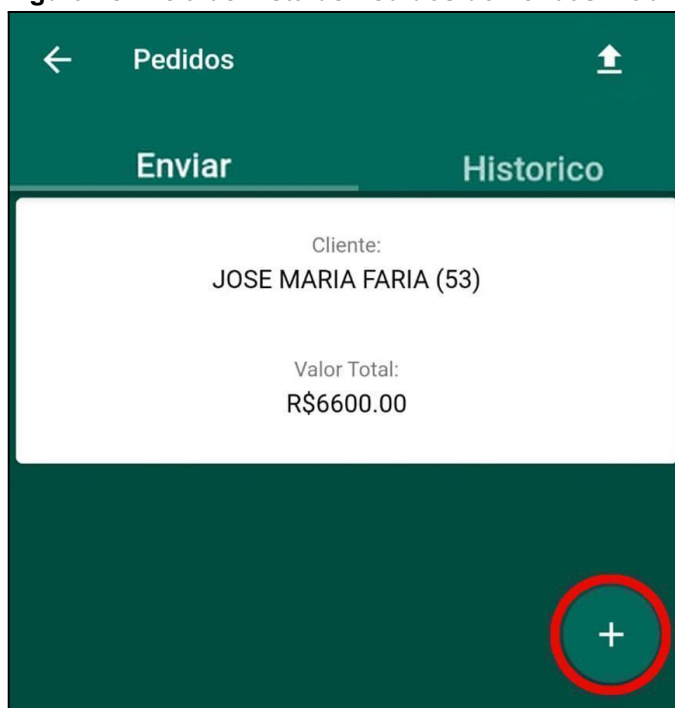 Pedidos
Enviar
Historico
Cliente:
JOSE MARIA FARIA (53)
Valor Total:
R$6600.00
+